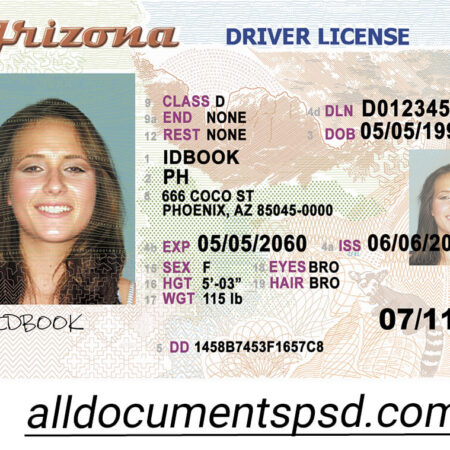 Arizona DRIVER LICENSE
9 CLASS D
9a END NONE
4d DLN D012345
12 REST NONE
3 DOB 05/05/199
1 IDBOOK
2 PH
8 666 COCO ST
PHOENIX, AZ 85045-0000
4b EXP 05/05/2060 4a ISS 06/06/20
15 SEX F 18 EYES BRO
16 HGT 5'-03" 19 HAIR BRO
17 WGT 115 lb
IDBOOK
07/11
5 DD 1458B7453F1657C8
alldocumentspsd.com